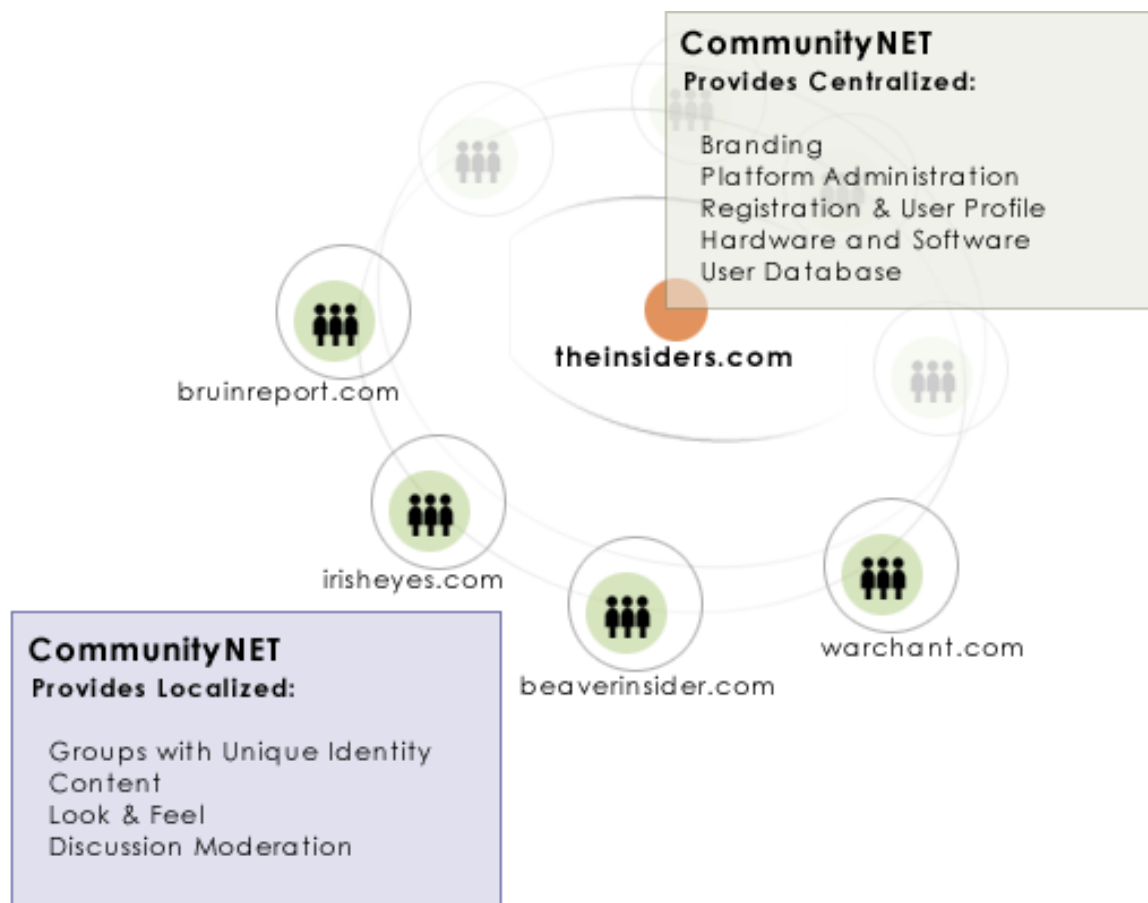 CommunityNET
Provides Centralized:
Branding
Platform Administration
Registration & User Profile
Hardware and Software
User Database
theinsiders.com
bruinreport.com
irisheyes.com
warchant.com
beaverinsider.com
CommunityNET
Provides Localized:
Groups with Unique Identity
Content
Look & Feel
Discussion Moderation